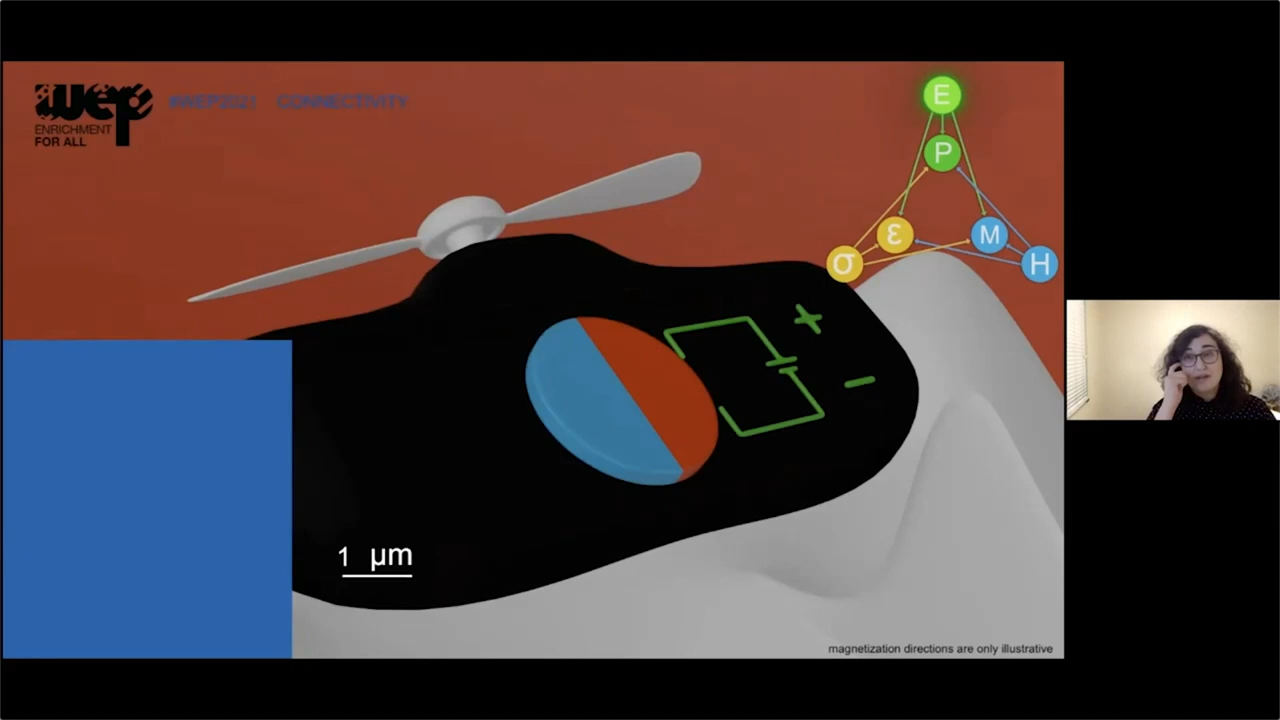 wep
ENRICHMENT
FOR ALL
#WEP2021 CONNECTIVITY
E
P
ε
M
σ
H
+
−
1 μm
magnetization directions are only illustrative